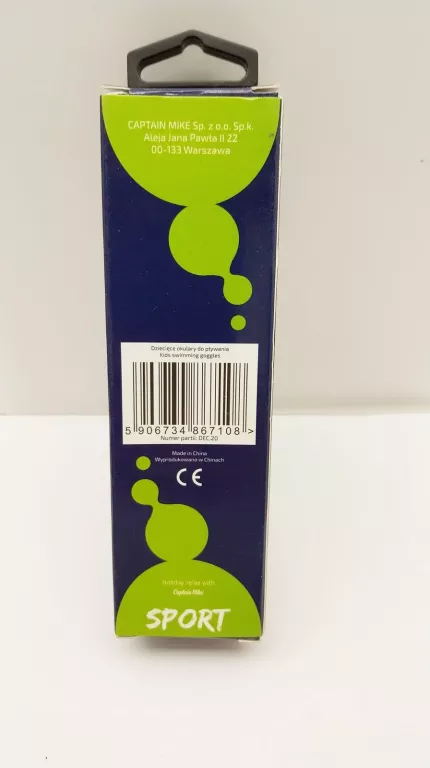 CAPTAIN MIKE Sp. z o.o. Sp.k.
Aleja Jana Pawła II 22
00-133 Warszawa
Dziecięce okulary do pływania
Kids swimming goggles
5 906734 867108 >
Numer partii: DEC.20
Made in China
Wyprodukowano w Chinach
CE
holiday relax with
Captain Mike
SPORT